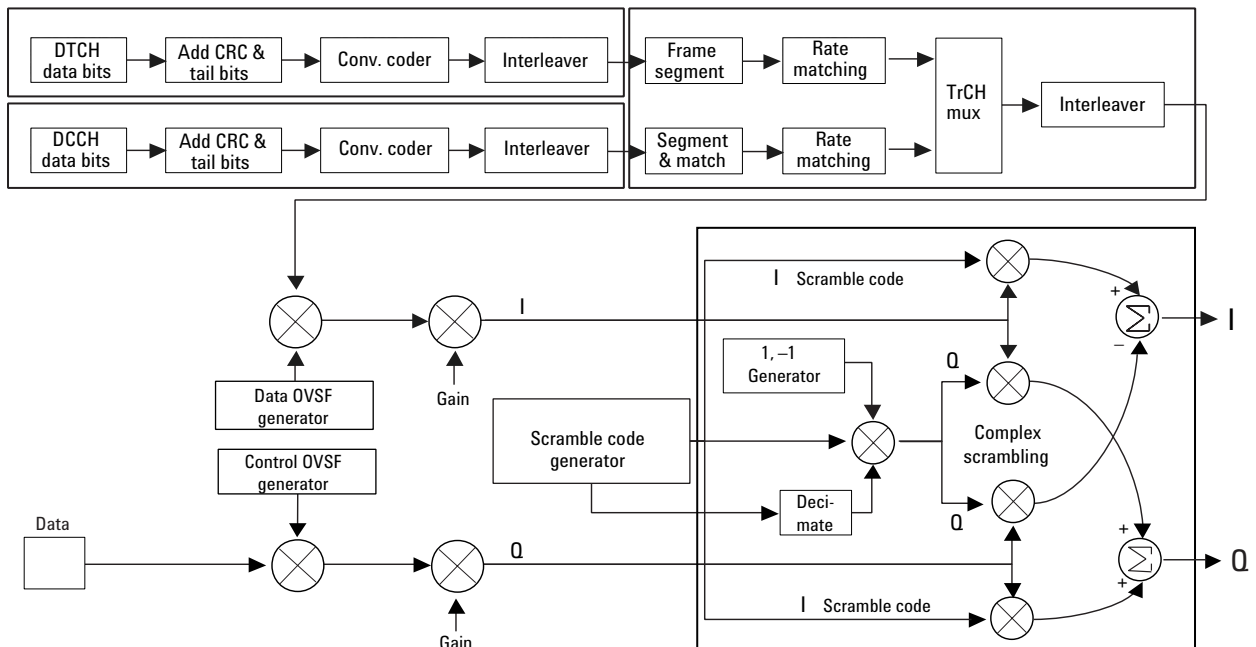 DTCH
data bits
Add CRC &
tail bits
Conv. coder
Interleaver
Frame
segment
Rate
matching
TrCH
mux
Interleaver
DCCH
data bits
Add CRC &
tail bits
Conv. coder
Interleaver
Segment
& match
Rate
matching
I Scramble code
+
Σ
I
–
I
1, –1
Generator
Q
Data OVSF
generator
Gain
Scramble code
generator
Complex
scrambling
Control OVSF
generator
Deci-
mate
Q
Data
Q
+
Σ
Q
+
I Scramble code
Gain